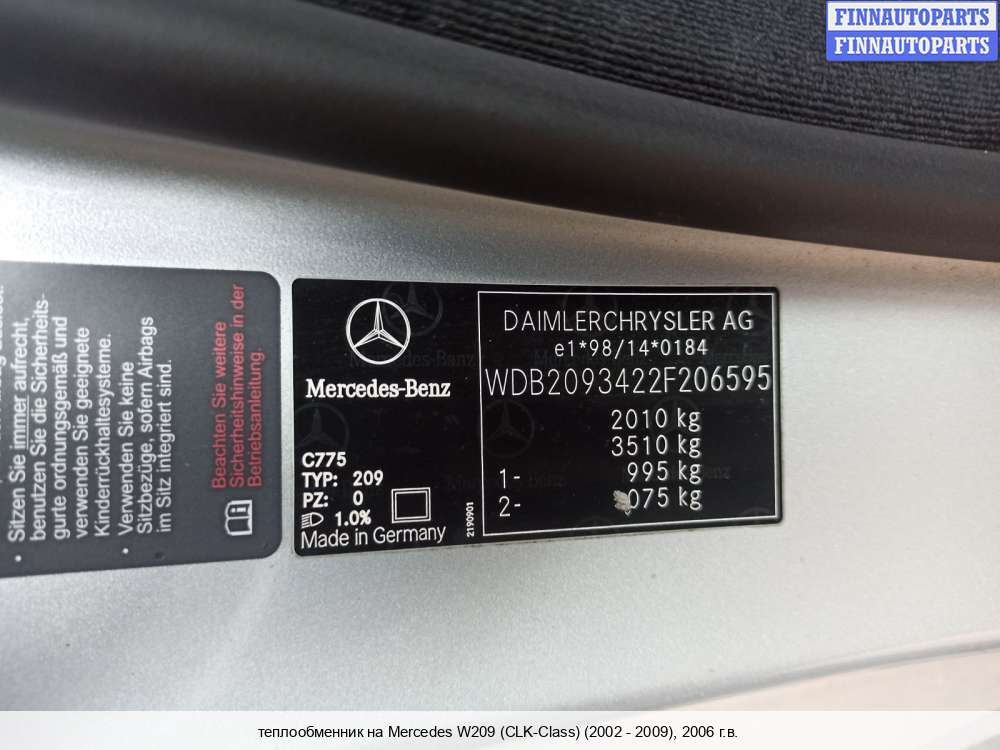 FINNAUTOPARTS
FINNAUTOPARTS
Sitzen Sie immer aufrecht,
benutzen Sie die Sicherheits-
gurte ordnungsgemäß und
verwenden Sie geeignete
Kinderrückhaltesysteme.
• Verwenden Sie keine
Sitzbezüge, sofern Airbags
im Sitz integriert sind.
Beachten Sie weitere
Sicherheitshinweise in der
Betriebsanleitung.
Mercedes-Benz
C775
TYP: 209
PZ: 0
1.0%
Made in Germany
2190901
DAIMLERCHRYSLER AG
e1*98/14*0184
WDB2093422F206595
2010 kg
3510 kg
1- 995 kg
2- 075 kg
теплообменник на Mercedes W209 (CLK-Class) (2002 - 2009), 2006 г.в.